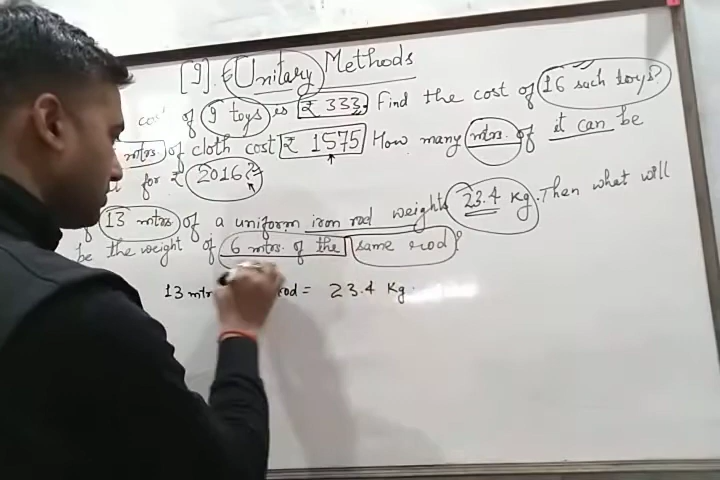 [9]. 6 Unitary Methods
cost of 9 toys is ₹ 333. Find the cost of 16 such toys?
mtrs. of cloth cost ₹ 1575 How many mtrs. of it can be
for ₹ 2016?
13 mtrs of a uniform iron rod weights 23.4 Kg. Then what will
be the weight of 6 mtrs. of the same rod?
13 mtr rod = 23.4 Kg.